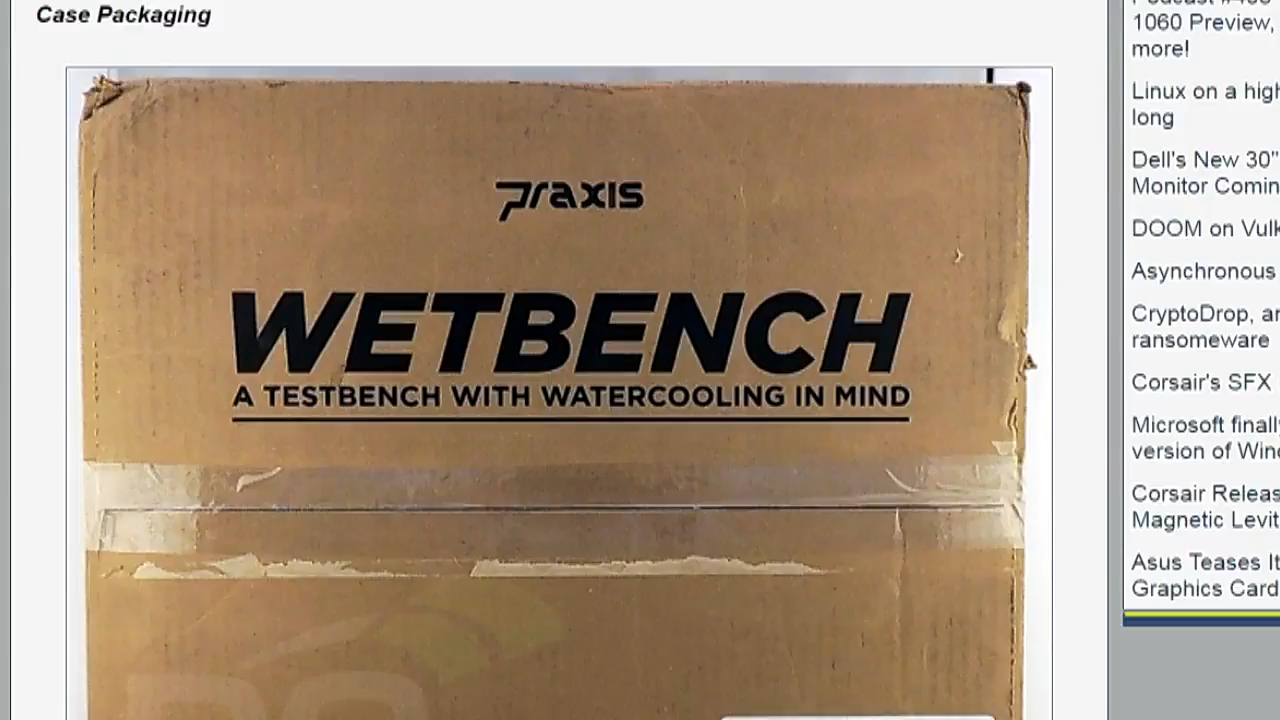 Case Packaging
praxis
WETBENCH
A TESTBENCH WITH WATERCOOLING IN MIND
1060 Preview,
more!
Linux on a high
long
Dell's New 30"
Monitor Comin
DOOM on Vulk
Asynchronous
CryptoDrop, an
ransomeware
Corsair's SFX
Microsoft finally
version of Wind
Corsair Releas
Magnetic Levit
Asus Teases It
Graphics Card